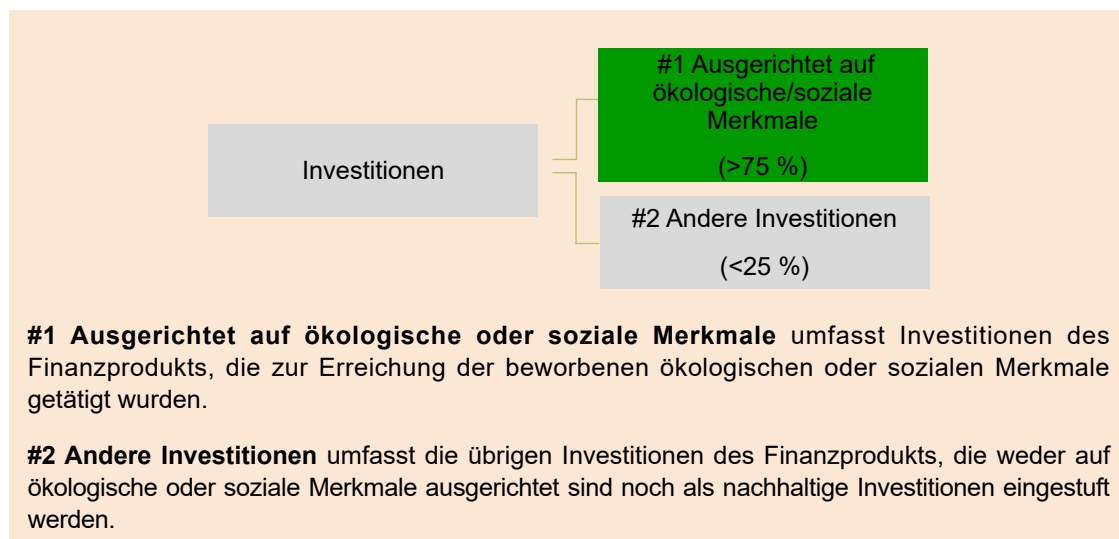 #1 Ausgerichtet auf
ökologische/soziale
Merkmale
(>75 %)
Investitionen
#2 Andere Investitionen
(<25 %)
#1 Ausgerichtet auf ökologische oder soziale Merkmale umfasst Investitionen des
Finanzprodukts, die zur Erreichung der beworbenen ökologischen oder sozialen Merkmale
getätigt wurden.
#2 Andere Investitionen umfasst die übrigen Investitionen des Finanzprodukts, die weder auf
ökologische oder soziale Merkmale ausgerichtet sind noch als nachhaltige Investitionen eingestuft
werden.